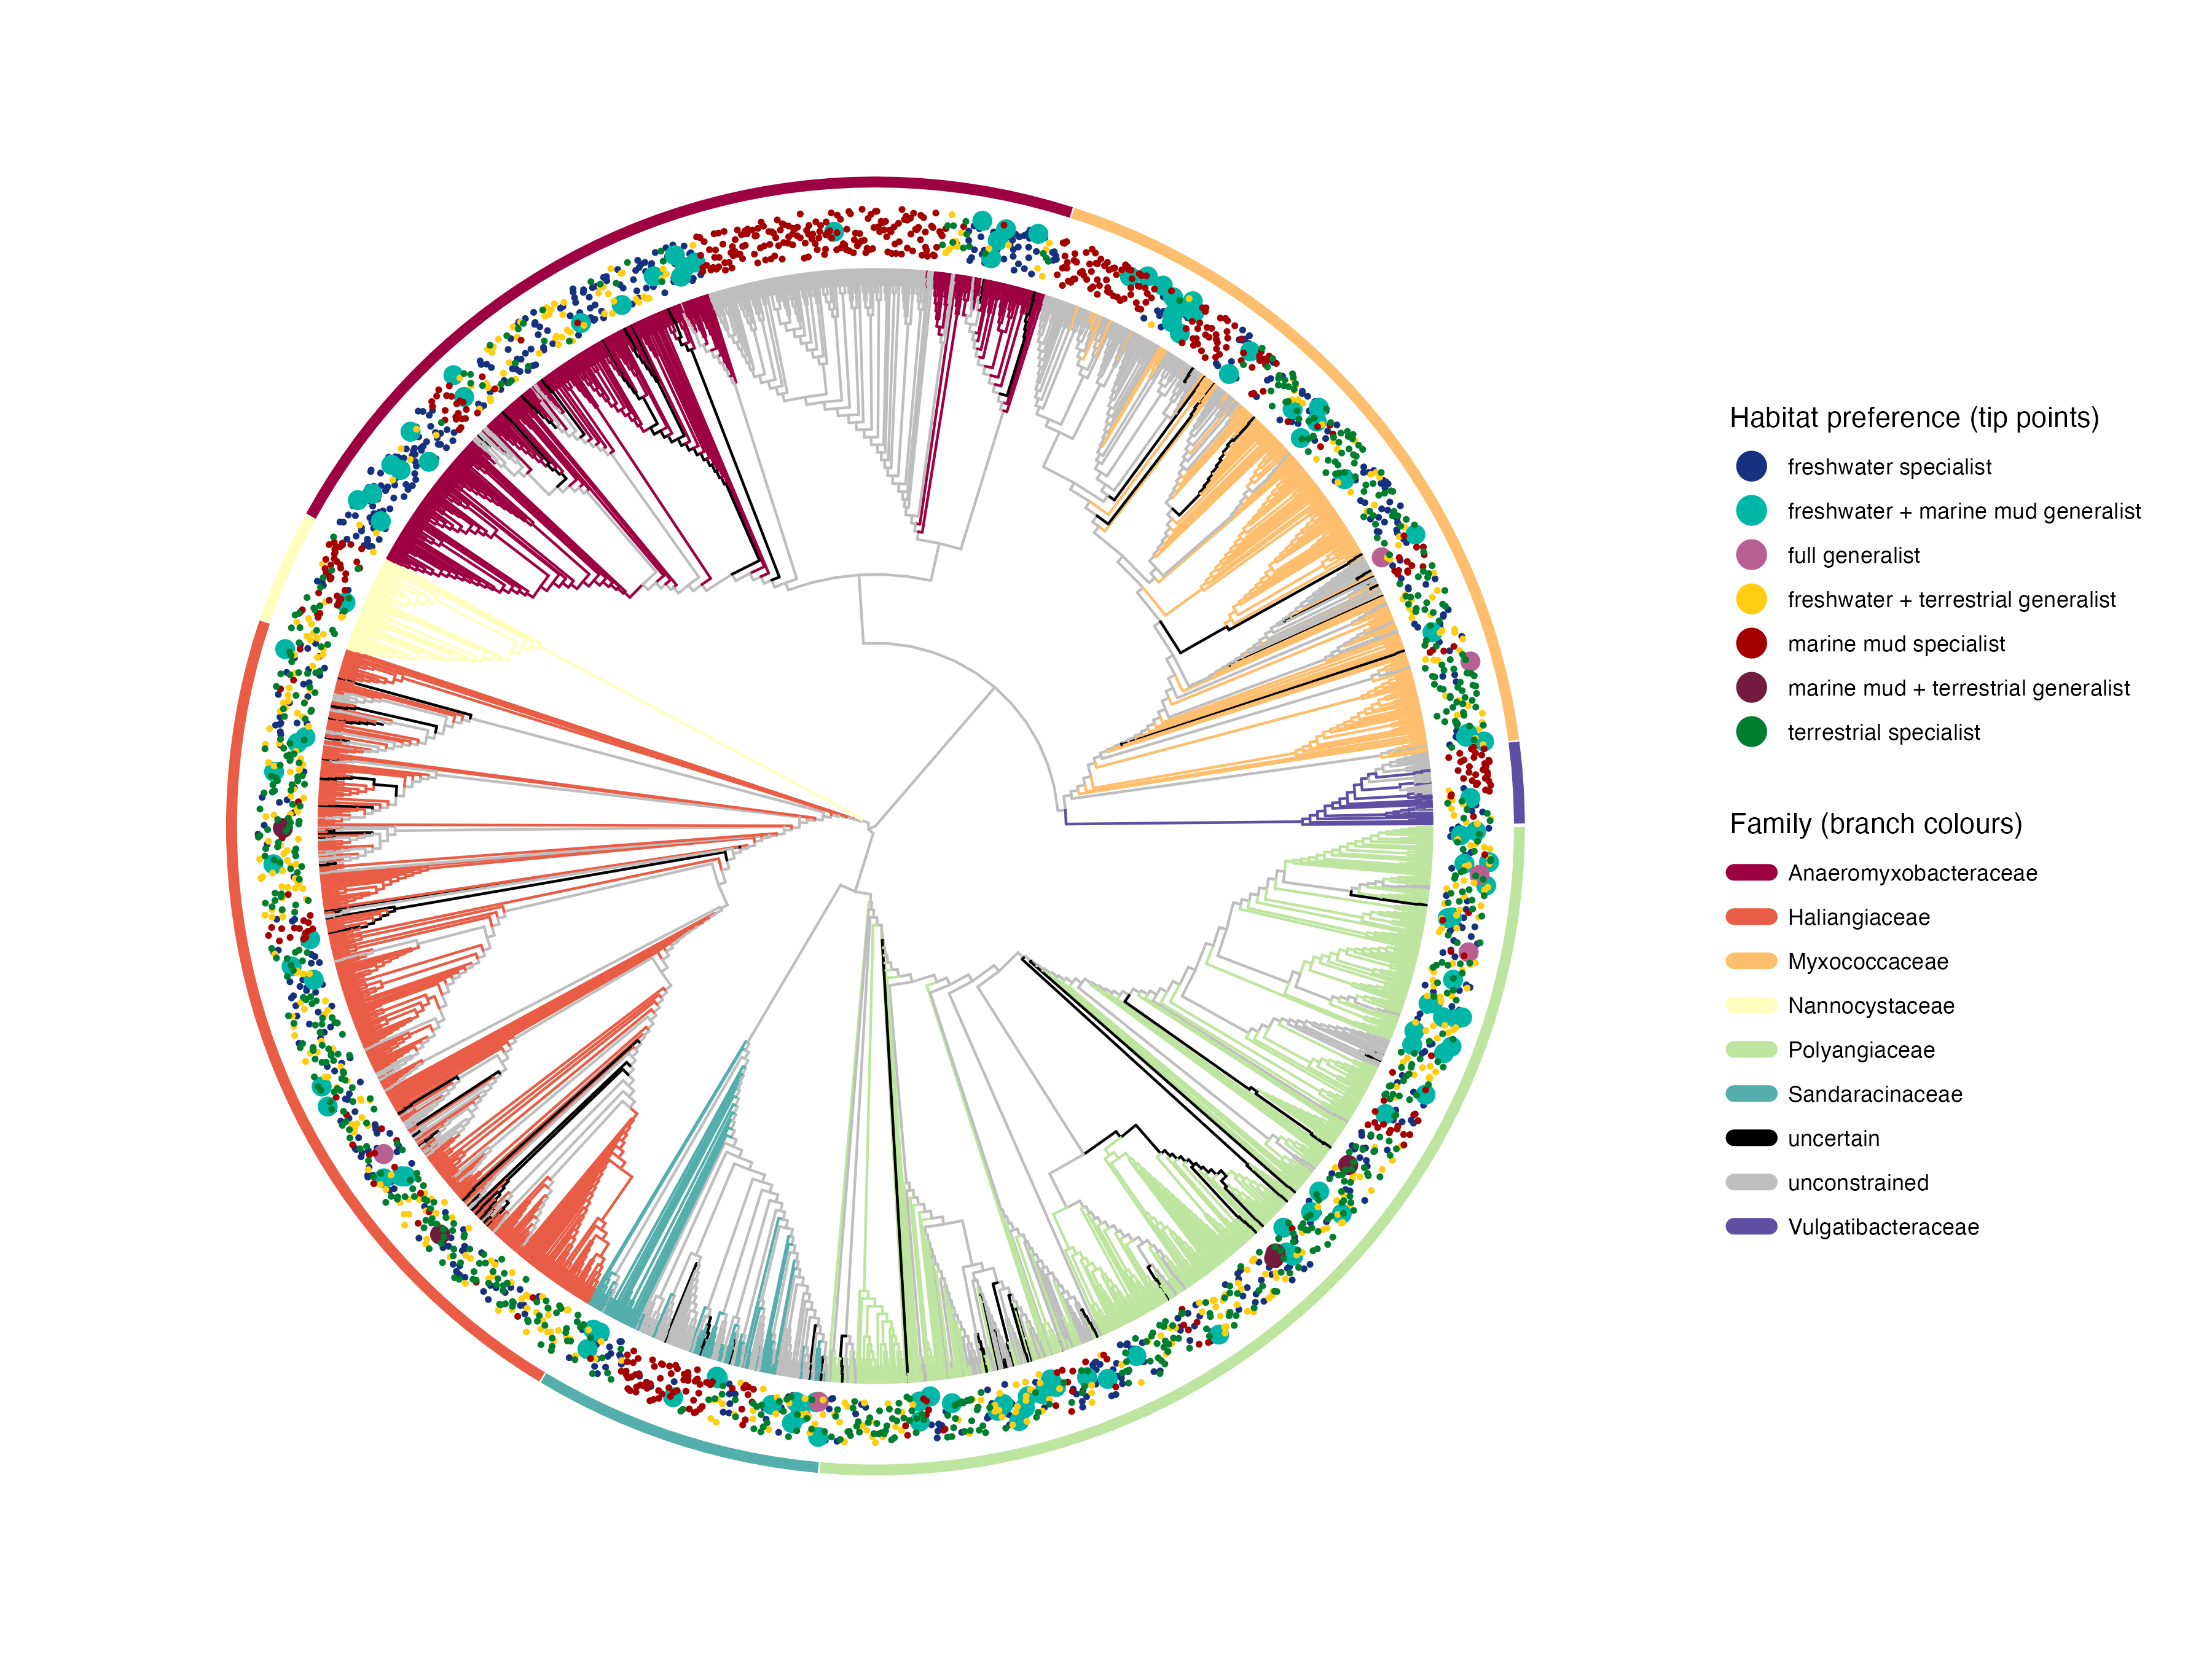 Habitat preference (tip points)
freshwater specialist
freshwater + marine mud generalist
full generalist
freshwater + terrestrial generalist
marine mud specialist
marine mud + terrestrial generalist
terrestrial specialist
Family (branch colours)
Anaeromyxobacteraceae
Haliangiaceae
Myxococcaceae
Nannocystaceae
Polyangiaceae
Sandaracinaceae
uncertain
unconstrained
Vulgatibacteraceae